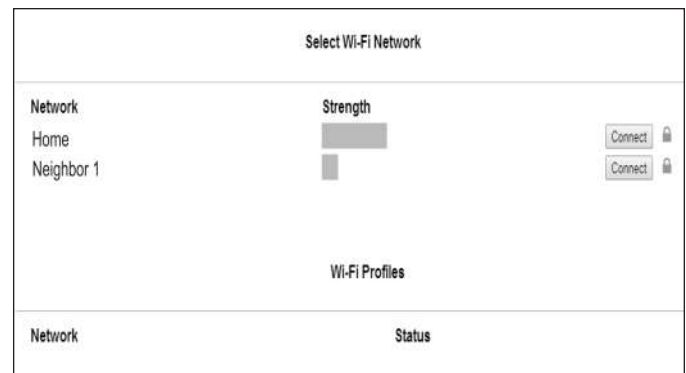 Select Wi-Fi Network
Network Strength
Home Connect
Neighbor 1 Connect
Wi-Fi Profiles
Network Status